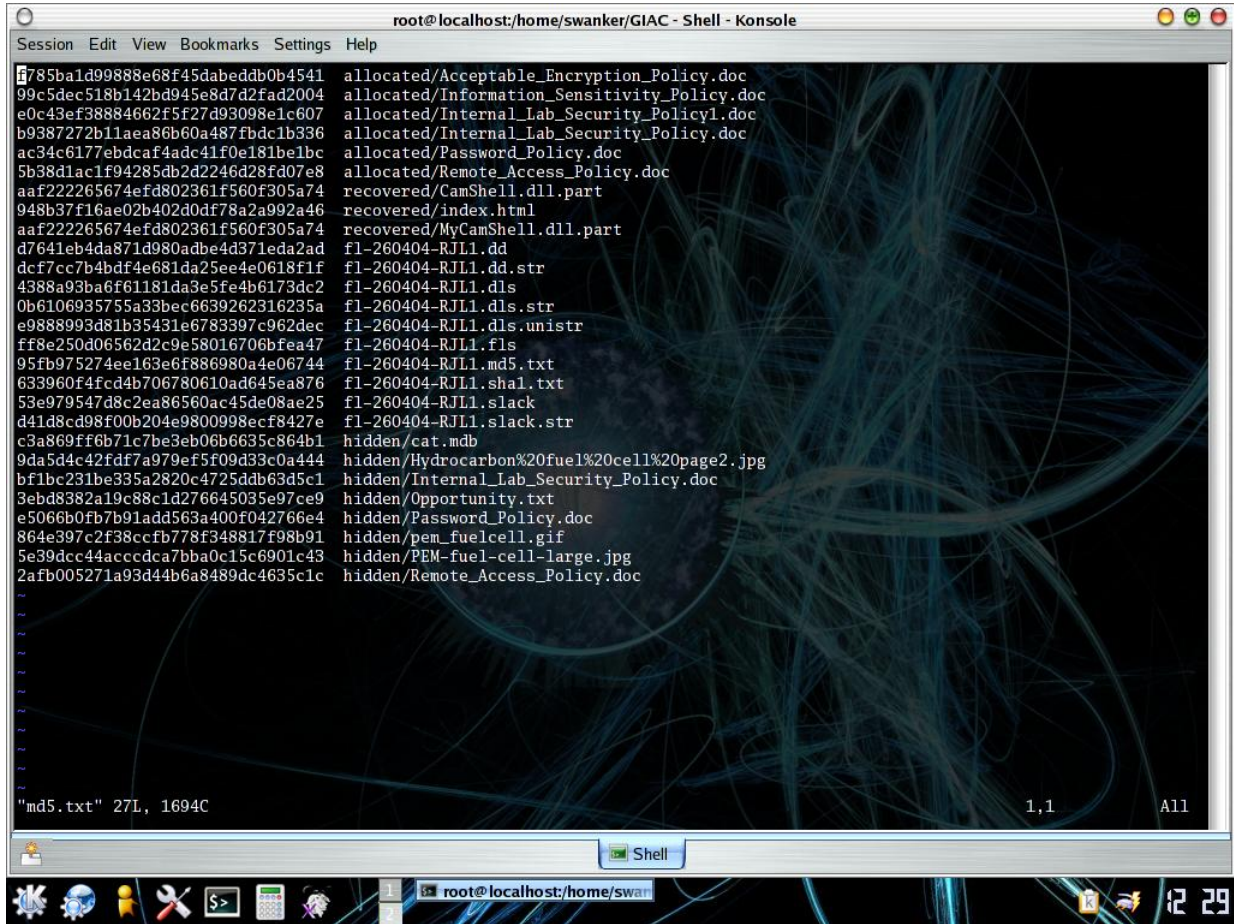 root@localhost:/home/swanker/GIAC - Shell - Konsole
Session Edit View Bookmarks Settings Help
f785ba1d99888e68f45dabeddb0b4541 allocated/Acceptable_Encryption_Policy.doc
99c5dec518b142bd945e8d7d2fad2004 allocated/Information_Sensitivity_Policy.doc
e0c43ef38884662f5f27d93098e1c607 allocated/Internal_Lab_Security_Policy1.doc
b9387272b11aea86b60a487fbdc1b336 allocated/Internal_Lab_Security_Policy.doc
ac34c6177ebdcaf4adc41f0e181be1bc allocated/Password_Policy.doc
5b38d1ac1f94285db2d2246d28fd07e8 allocated/Remote_Access_Policy.doc
aaf222265674efd802361f560f305a74 recovered/CamShell.dll.part
948b37f16ae02b402d0df78a2a992a46 recovered/index.html
aaf222265674efd802361f560f305a74 recovered/MyCamShell.dll.part
d7641eb4da871d980adbe4d371eda2ad fl-260404-RJL1.dd
dcf7cc7b4bdf4e681da25ee4e0618f1f fl-260404-RJL1.dd.str
4388a93ba6f61181da3e5fe4b6173dc2 fl-260404-RJL1.dls
0b6106935755a33bec6639262316235a fl-260404-RJL1.dls.str
e9888993d81b35431e6783397c962dec fl-260404-RJL1.dls.unistr
ff8e250d06562d2c9e58016706bfea47 fl-260404-RJL1.fls
95fb975274ee163e6f886980a4e06744 fl-260404-RJL1.md5.txt
633960f4fcd4b706780610ad645ea876 fl-260404-RJL1.sha1.txt
53e979547d8c2ea86560ac45de08ae25 fl-260404-RJL1.slack
d41d8cd98f00b204e9800998ecf8427e fl-260404-RJL1.slack.str
c3a869ff6b71c7be3eb06b6635c864b1 hidden/cat.mdb
9da5d4c42fdf7a979ef5f09d33c0a444 hidden/Hydrocarbon%20fuel%20cell%20page2.jpg
bf1bc231be335a2820c4725ddb63d5c1 hidden/Internal_Lab_Security_Policy.doc
3ebd8382a19c88c1d276645035e97ce9 hidden/Opportunity.txt
e5066b0fb7b91add563a400f042766e4 hidden/Password_Policy.doc
864e397c2f38ccfb778f348817f98b91 hidden/pem_fuelcell.gif
5e39dcc44acccdca7bba0c15c6901c43 hidden/PEM-fuel-cell-large.jpg
2afb005271a93d44b6a8489dc4635c1c hidden/Remote_Access_Policy.doc
~
~
~
~
~
~
~
~
~
~
~
"md5.txt" 27L, 1694C 1,1 All
Shell
1
2
root@localhost:/home/swan
12 29